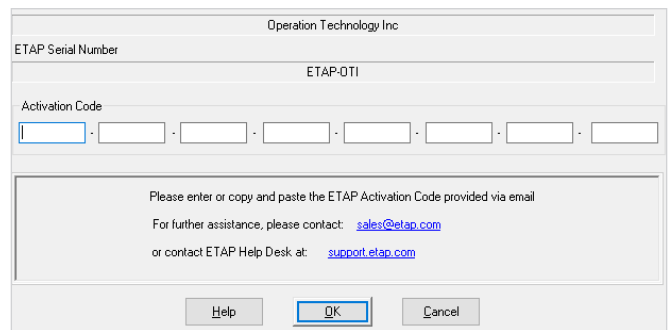 Operation Technology Inc
ETAP Serial Number
ETAP-OTI
Activation Code
- - - - - - -
Please enter or copy and paste the ETAP Activation Code provided via email
For further assistance, please contact: sales@etap.com
or contact ETAP Help Desk at: support.etap.com
Help OK Cancel